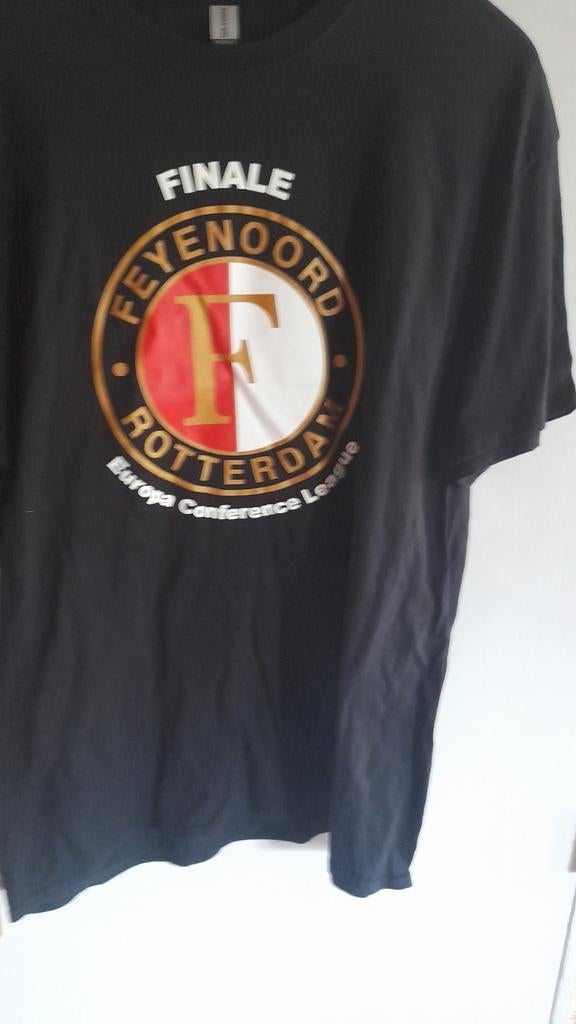 FINALE
FEYENOORD
F
ROTTERDAM
Europa Conference League